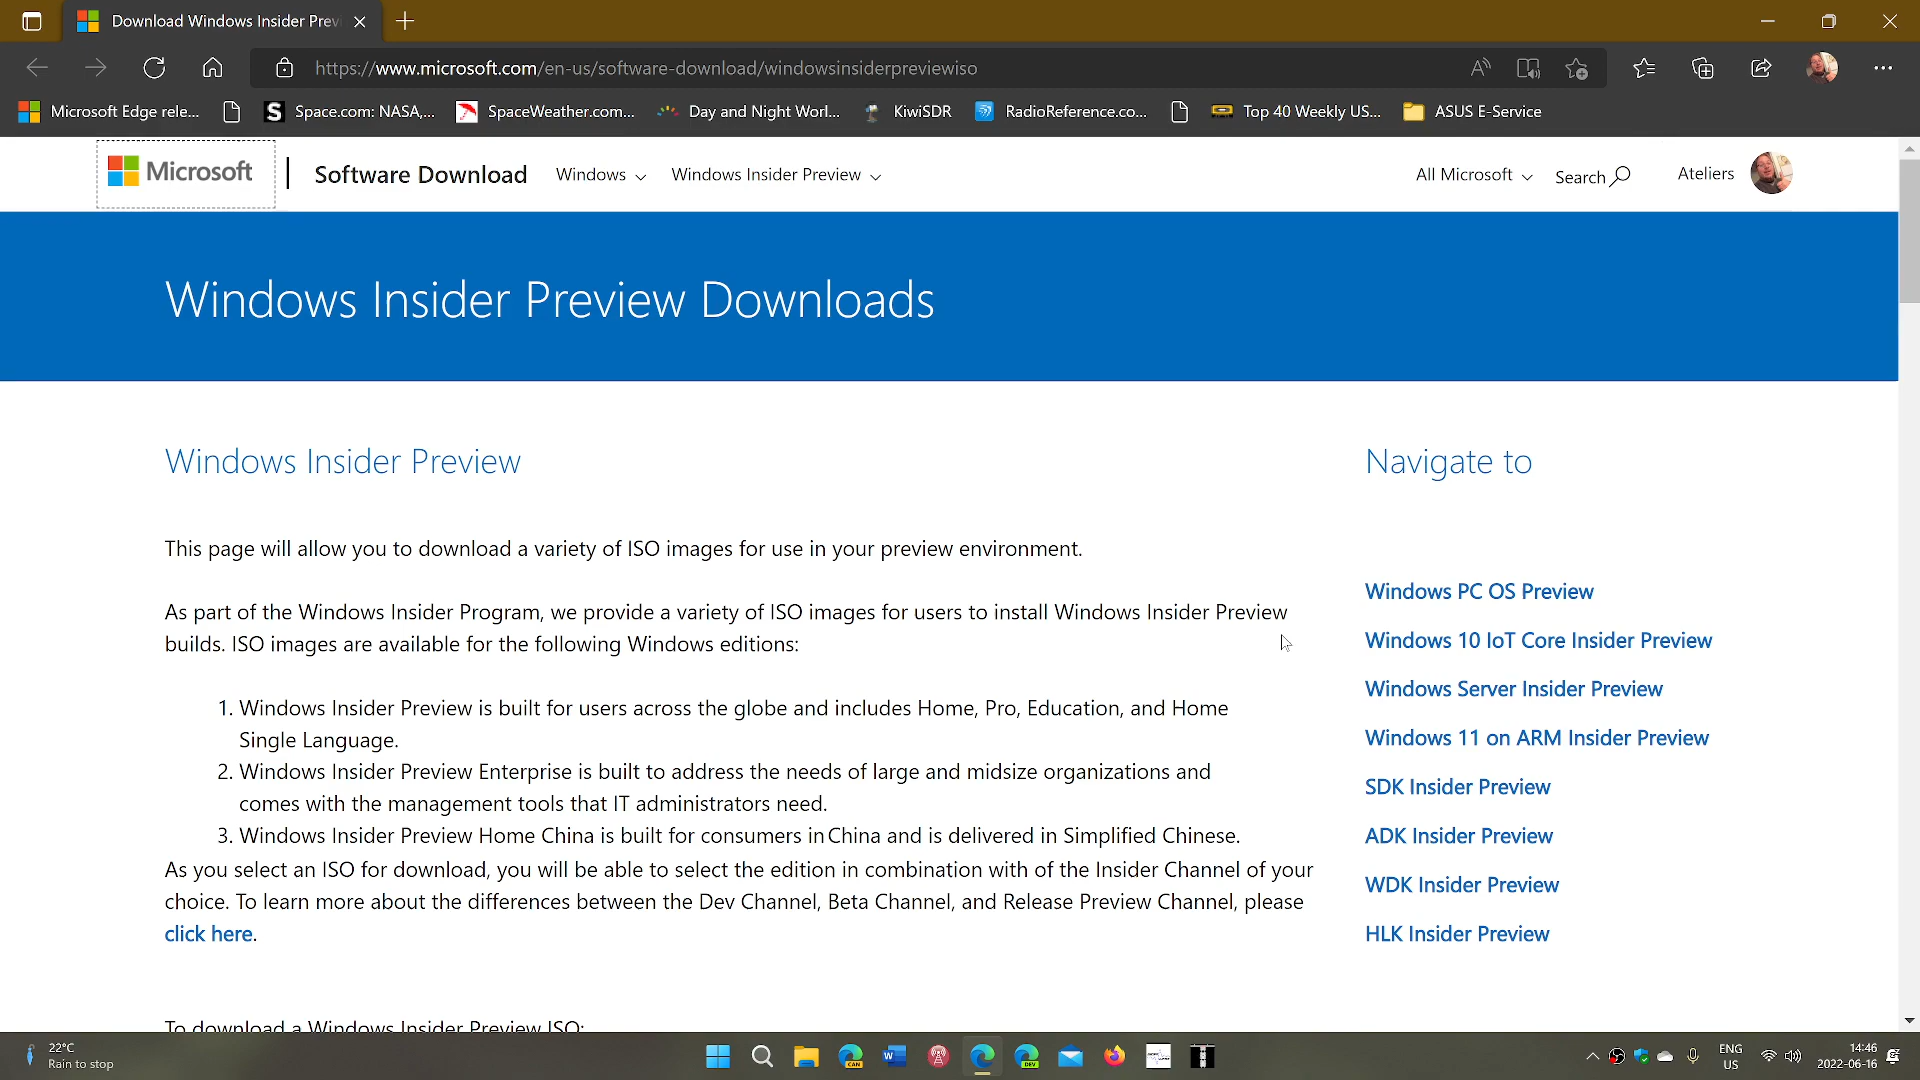 Download Windows Insider Prev
https://www.microsoft.com/en-us/software-download/windowsinsiderpreviewiso
Microsoft Edge rele...
Space.com: NASA,...
SpaceWeather.com...
Day and Night Worl...
KiwiSDR
RadioReference.co...
Top 40 Weekly US...
ASUS E-Service
Microsoft
Software Download
Windows
Windows Insider Preview
All Microsoft
Search
Ateliers
Windows Insider Preview Downloads
Windows Insider Preview
This page will allow you to download a variety of ISO images for use in your preview environment.
As part of the Windows Insider Program, we provide a variety of ISO images for users to install Windows Insider Preview
builds. ISO images are available for the following Windows editions:
1. Windows Insider Preview is built for users across the globe and includes Home, Pro, Education, and Home
Single Language.
2. Windows Insider Preview Enterprise is built to address the needs of large and midsize organizations and
comes with the management tools that IT administrators need.
3. Windows Insider Preview Home China is built for consumers in China and is delivered in Simplified Chinese.
As you select an ISO for download, you will be able to select the edition in combination with of the Insider Channel of your
choice. To learn more about the differences between the Dev Channel, Beta Channel, and Release Preview Channel, please
click here.
To download a Windows Insider Preview ISO:
Navigate to
Windows PC OS Preview
Windows 10 IoT Core Insider Preview
Windows Server Insider Preview
Windows 11 on ARM Insider Preview
SDK Insider Preview
ADK Insider Preview
WDK Insider Preview
HLK Insider Preview
22°C
Rain to stop
CAN
DEV
ENG
US
14:46
2022-06-16